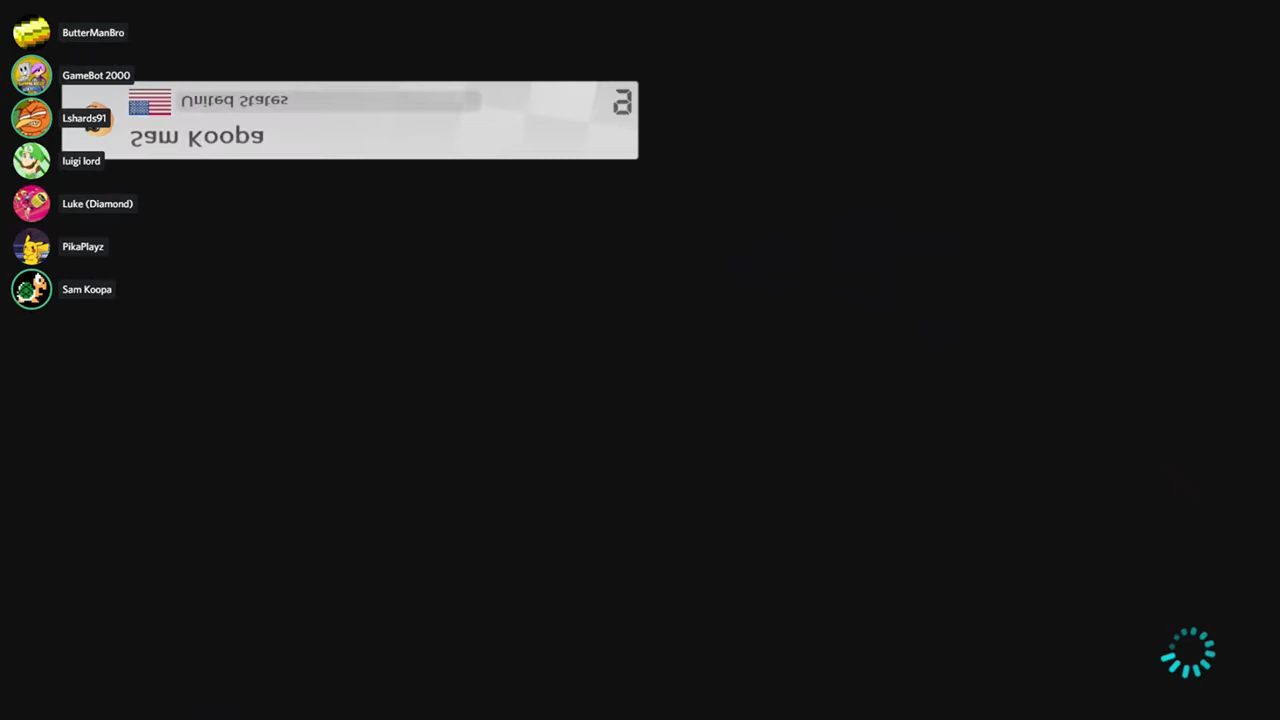 ButterManBro
GameBot 2000
United States
Lshards91
Sam Koopa
luigi lord
Luke (Diamond)
PikaPlayz
Sam Koopa